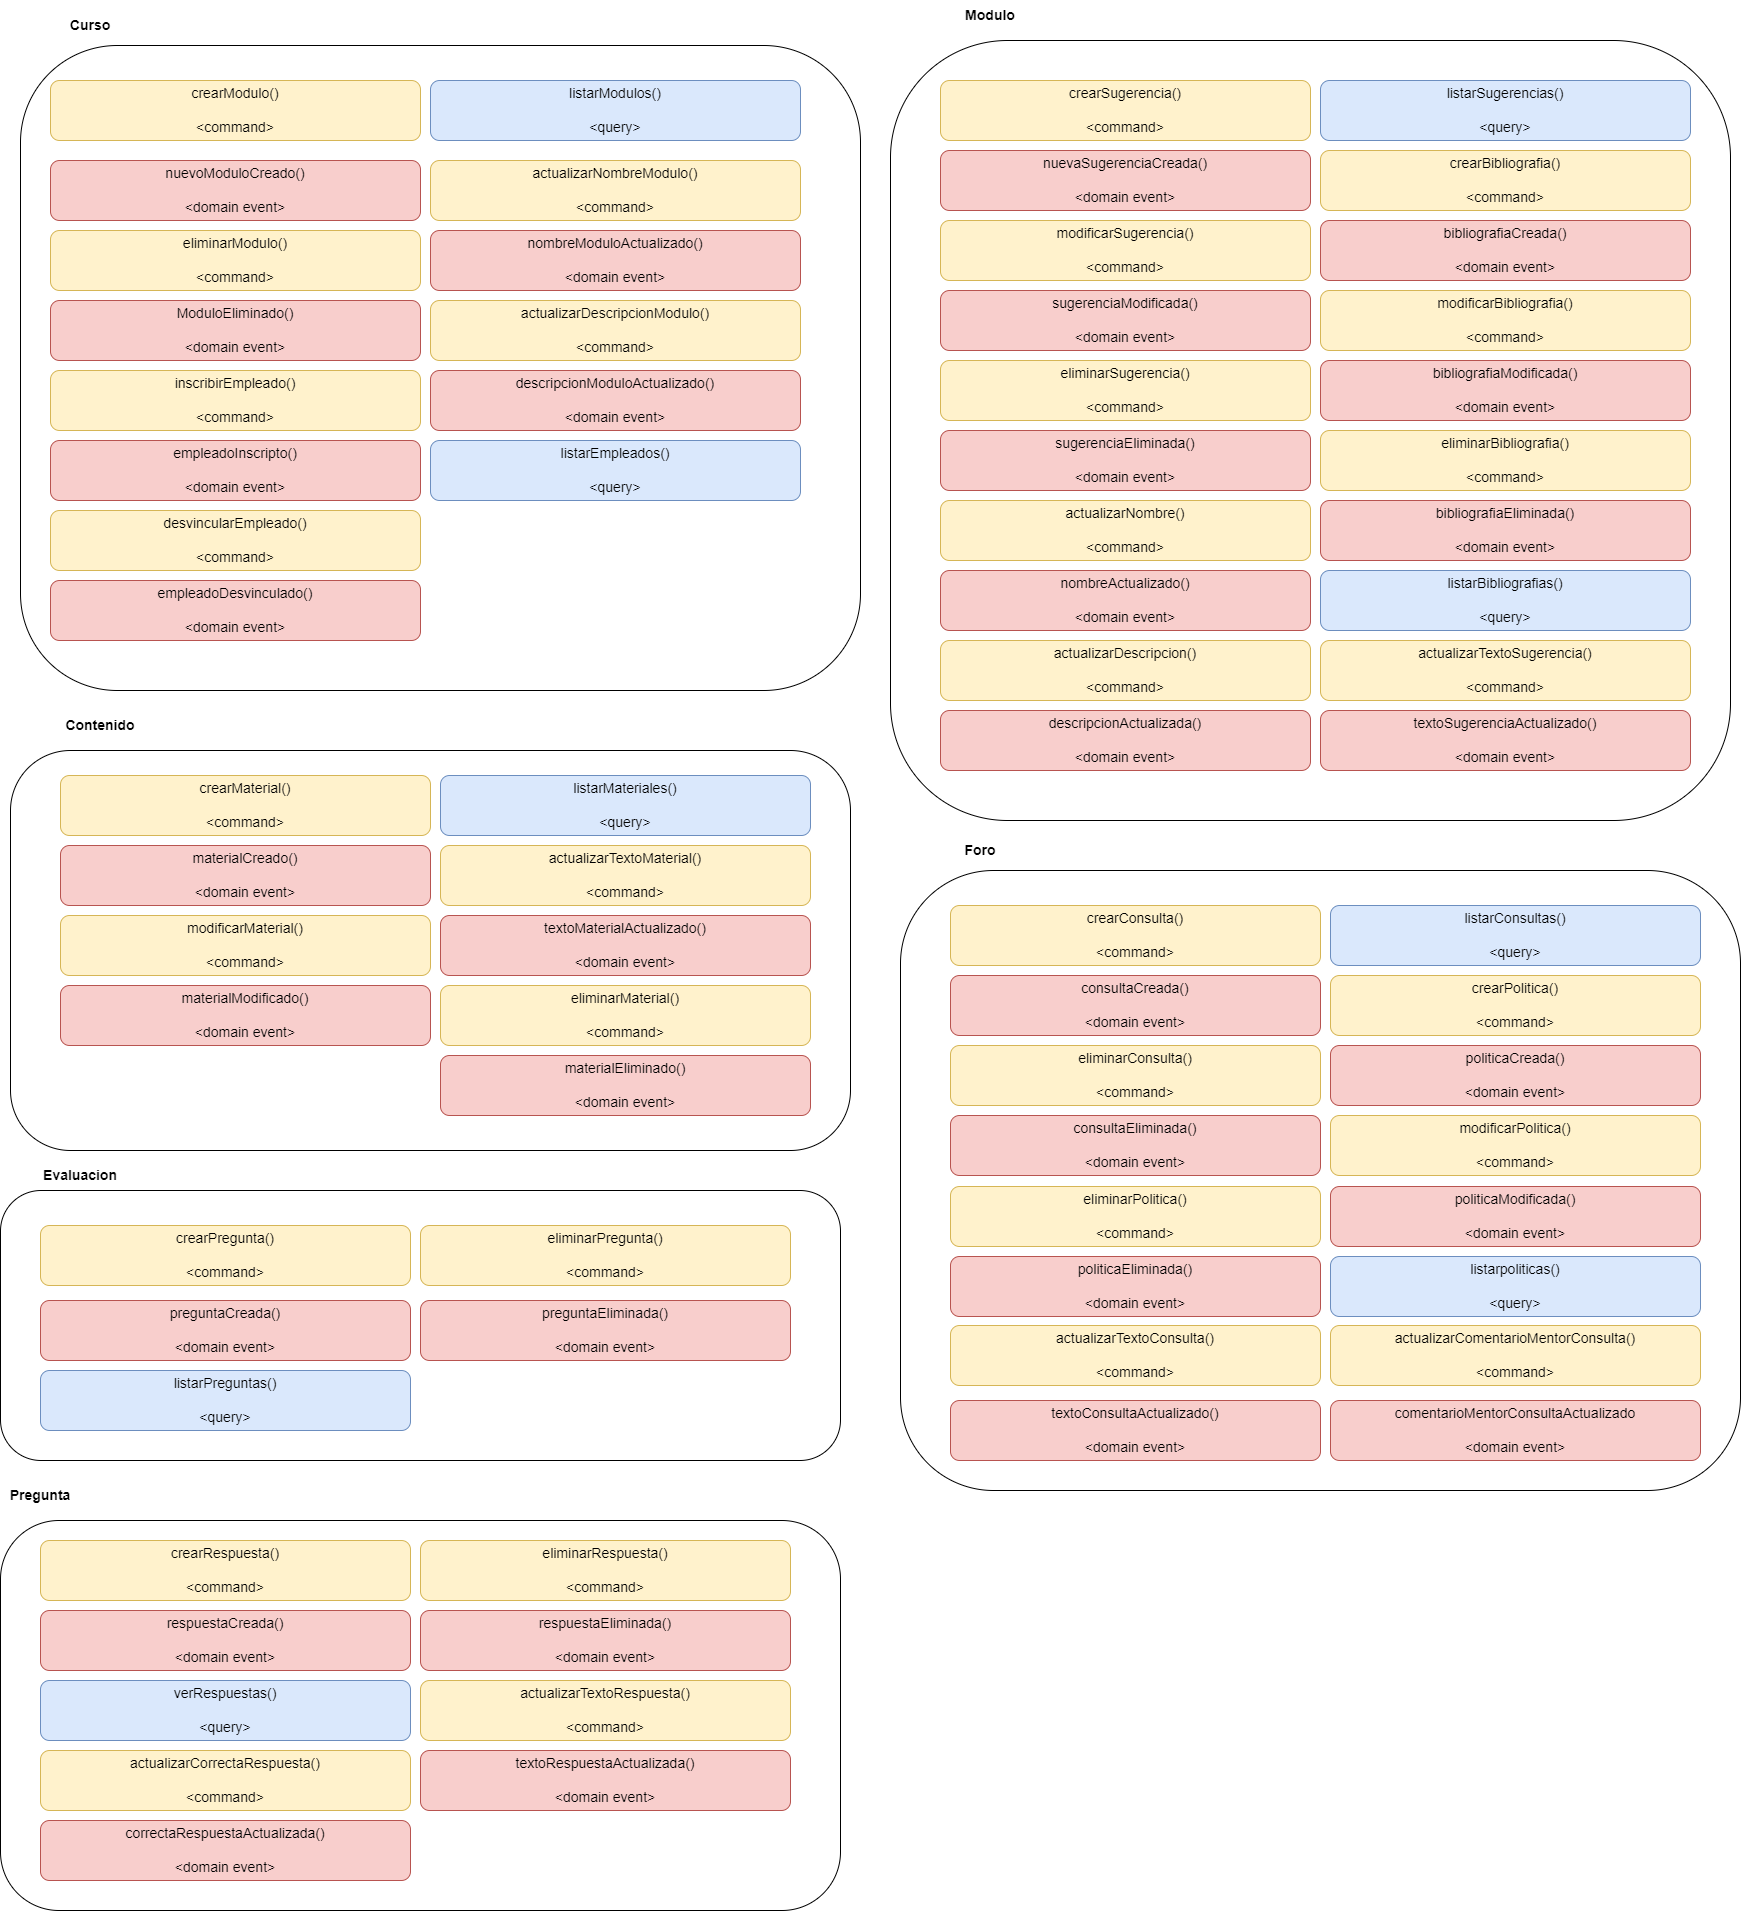 Curso
crearModulo()
<command>
listarModulos()
<query>
nuevoModuloCreado()
<domain event>
actualizarNombreModulo()
<command>
eliminarModulo()
<command>
nombreModuloActualizado()
<domain event>
ModuloEliminado()
<domain event>
actualizarDescripcionModulo()
<command>
inscribirEmpleado()
<command>
descripcionModuloActualizado()
<domain event>
empleadoInscripto()
<domain event>
listarEmpleados()
<query>
desvincularEmpleado()
<command>
empleadoDesvinculado()
<domain event>
Modulo
crearSugerencia()
<command>
listarSugerencias()
<query>
nuevaSugerenciaCreada()
<domain event>
crearBibliografia()
<command>
modificarSugerencia()
<command>
bibliografiaCreada()
<domain event>
sugerenciaModificada()
<domain event>
modificarBibliografia()
<command>
eliminarSugerencia()
<command>
bibliografiaModificada()
<domain event>
sugerenciaEliminada()
<domain event>
eliminarBibliografia()
<command>
actualizarNombre()
<command>
bibliografiaEliminada()
<domain event>
nombreActualizado()
<domain event>
listarBibliografias()
<query>
actualizarDescripcion()
<command>
actualizarTextoSugerencia()
<command>
descripcionActualizada()
<domain event>
textoSugerenciaActualizado()
<domain event>
Contenido
crearMaterial()
<command>
listarMateriales()
<query>
materialCreado()
<domain event>
actualizarTextoMaterial()
<command>
modificarMaterial()
<command>
textoMaterialActualizado()
<domain event>
materialModificado()
<domain event>
eliminarMaterial()
<command>
materialEliminado()
<domain event>
Foro
crearConsulta()
<command>
listarConsultas()
<query>
consultaCreada()
<domain event>
crearPolitica()
<command>
eliminarConsulta()
<command>
politicaCreada()
<domain event>
consultaEliminada()
<domain event>
modificarPolitica()
<command>
eliminarPolitica()
<command>
politicaModificada()
<domain event>
politicaEliminada()
<domain event>
listarpoliticas()
<query>
actualizarTextoConsulta()
<command>
actualizarComentarioMentorConsulta()
<command>
textoConsultaActualizado()
<domain event>
comentarioMentorConsultaActualizado
<domain event>
Evaluacion
crearPregunta()
<command>
eliminarPregunta()
<command>
preguntaCreada()
<domain event>
preguntaEliminada()
<domain event>
listarPreguntas()
<query>
Pregunta
crearRespuesta()
<command>
eliminarRespuesta()
<command>
respuestaCreada()
<domain event>
respuestaEliminada()
<domain event>
verRespuestas()
<query>
actualizarTextoRespuesta()
<command>
actualizarCorrectaRespuesta()
<command>
textoRespuestaActualizada()
<domain event>
correctaRespuestaActualizada()
<domain event>